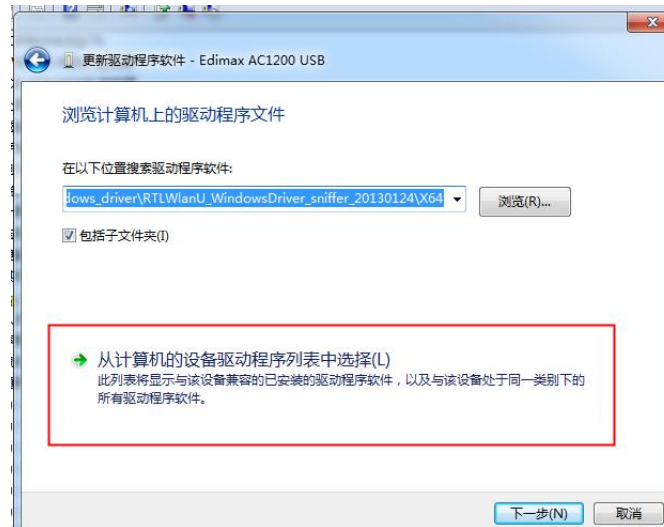 更新驱动程序软件 - Edimax AC1200 USB
浏览计算机上的驱动程序文件
在以下位置搜索驱动程序软件:
dows_driver\RTLWlanU_WindowsDriver_sniffer_20130124\X64
浏览(R)...
包括子文件夹(I)
从计算机的设备驱动程序列表中选择(L)
此列表将显示与该设备兼容的已安装的驱动程序软件，以及与该设备处于同一类别下的
所有驱动程序软件。
下一步(N)
取消